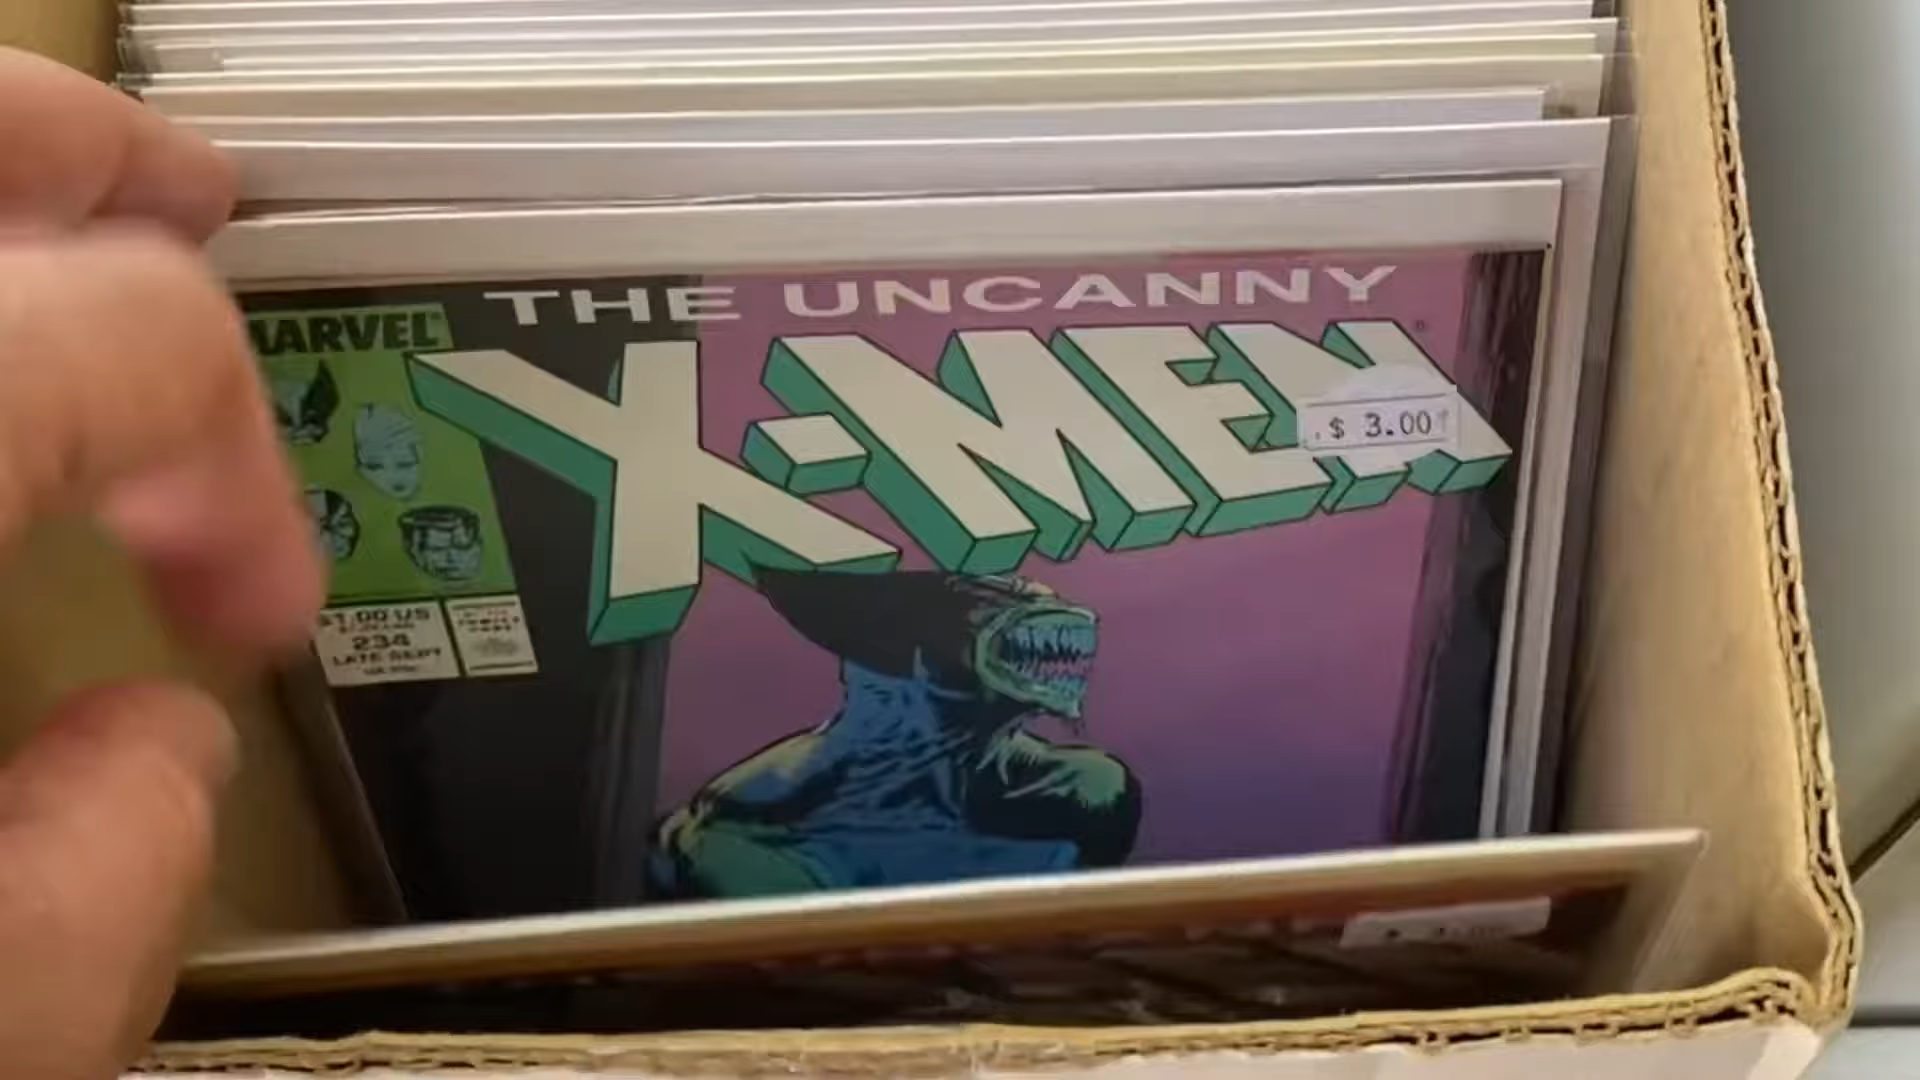 THE UNCANNY
MARVEL
X-MEN
$ 3.00
$1.00 US
234
LATE SEPT